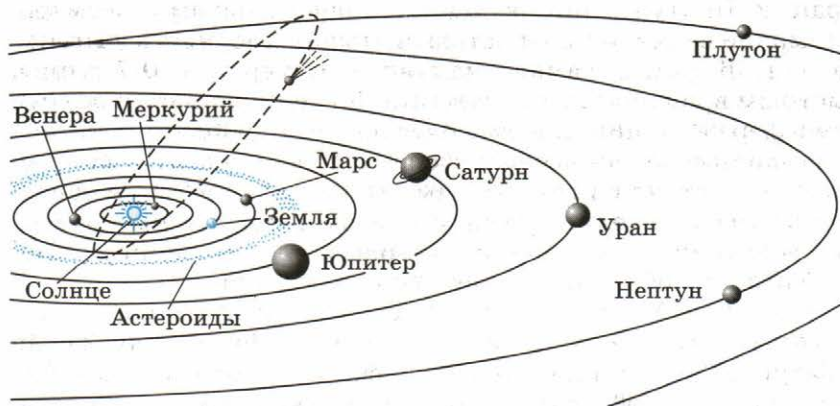 Плутон
Венера
Меркурий
Марс
Сатурн
Земля
Уран
Юпитер
Солнце
Нептун
Астероиды